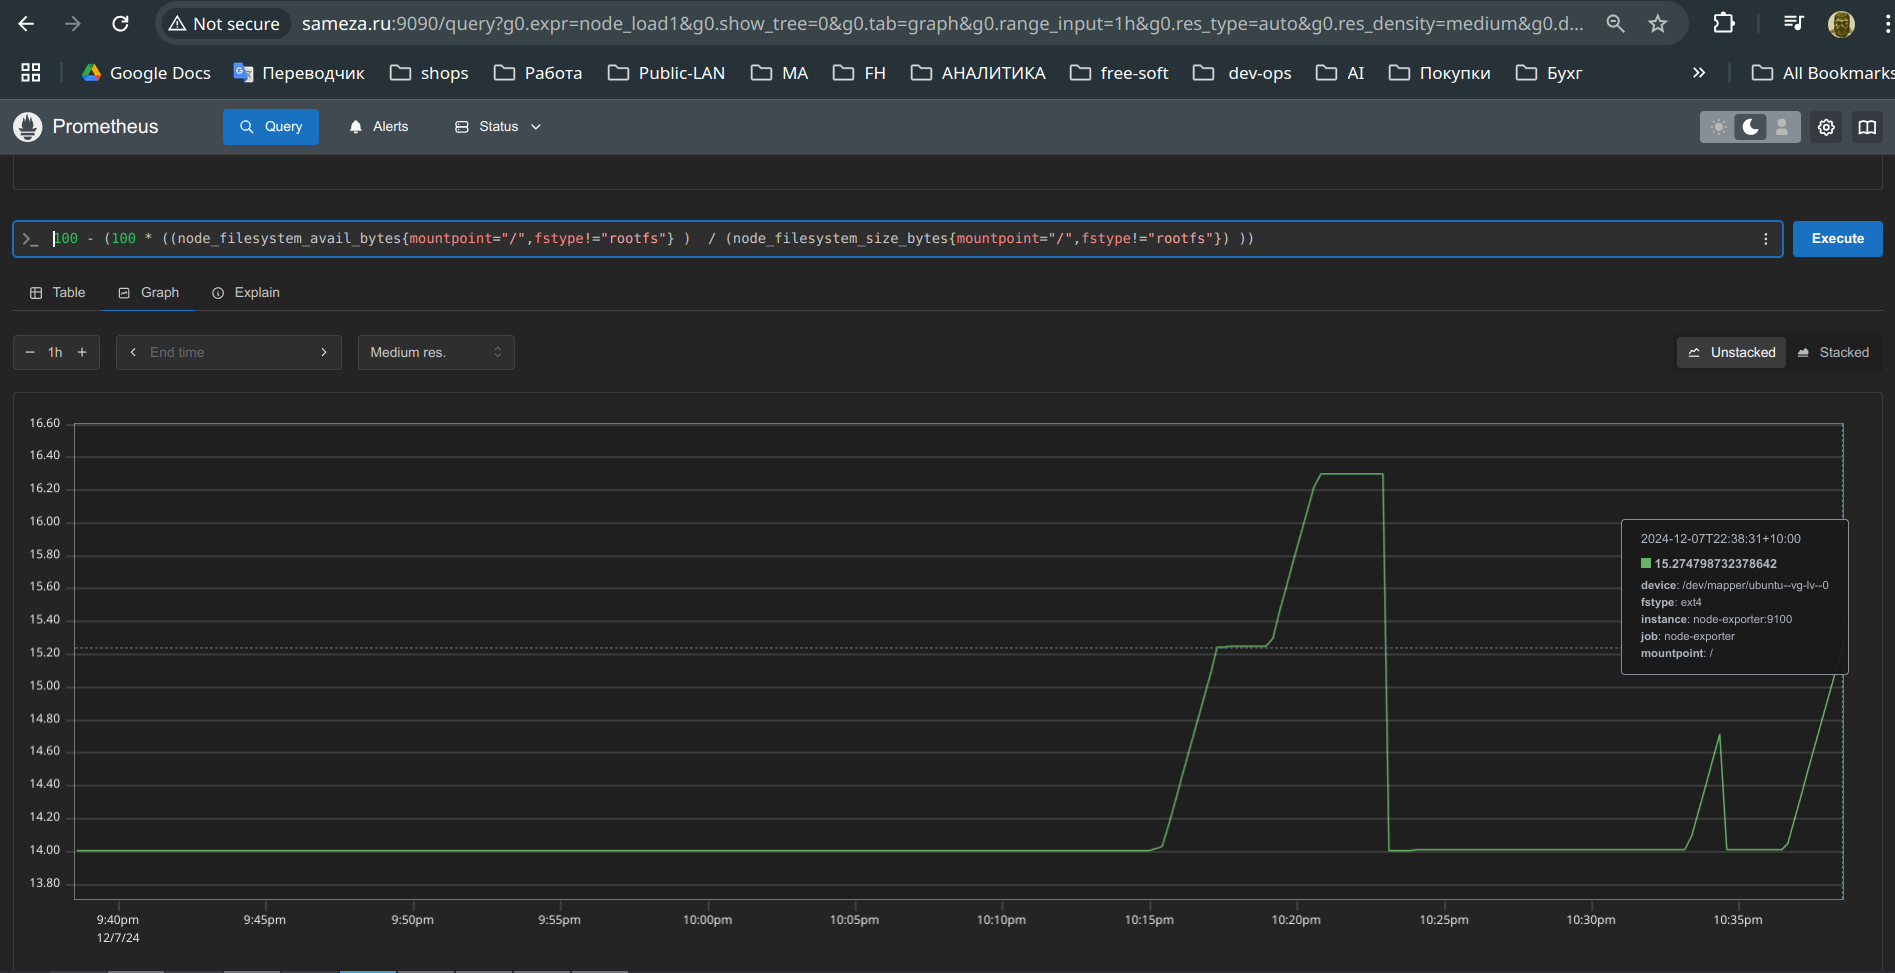 Not secure sameza.ru:9090/query?g0.expr=node_load1&g0.show_tree=0&g0.tab=graph&g0.range_input=1h&g0.res_type=auto&g0.res_density=medium&g0.d...
Google Docs Переводчик shops Работа Public-LAN MA FH АНАЛИТИКА free-soft dev-ops AI Покупки Бухг » All Bookmarks
Prometheus Query Alerts Status
>_ 100 - (100 * ((node_filesystem_avail_bytes{mountpoint="/",fstype!="rootfs"} )  / (node_filesystem_size_bytes{mountpoint="/",fstype!="rootfs"}) )) Execute
Table Graph Explain
− 1h + End time Medium res. Unstacked Stacked
16.60
16.40
16.20
16.00
15.80
15.60
15.40
15.20
15.00
14.80
14.60
14.40
14.20
14.00
13.80
2024-12-07T22:38:31+10:00
15.274798732378642
device: /dev/mapper/ubuntu--vg-lv--0
fstype: ext4
instance: node-exporter:9100
job: node-exporter
mountpoint: /
9:40pm 9:45pm 9:50pm 9:55pm 10:00pm 10:05pm 10:10pm 10:15pm 10:20pm 10:25pm 10:30pm 10:35pm
12/7/24